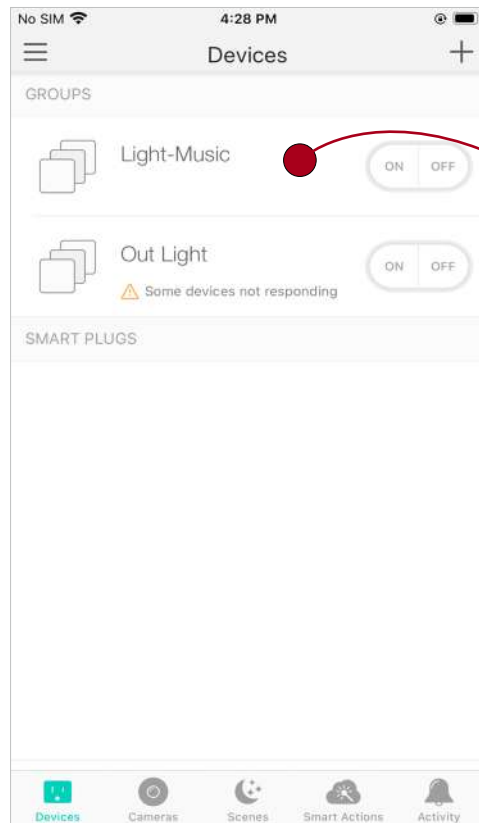 No SIM 4:28 PM
Devices
GROUPS
Light-Music ON OFF
Out Light ON OFF
Some devices not responding
SMART PLUGS
Devices Cameras Scenes Smart Actions Activity